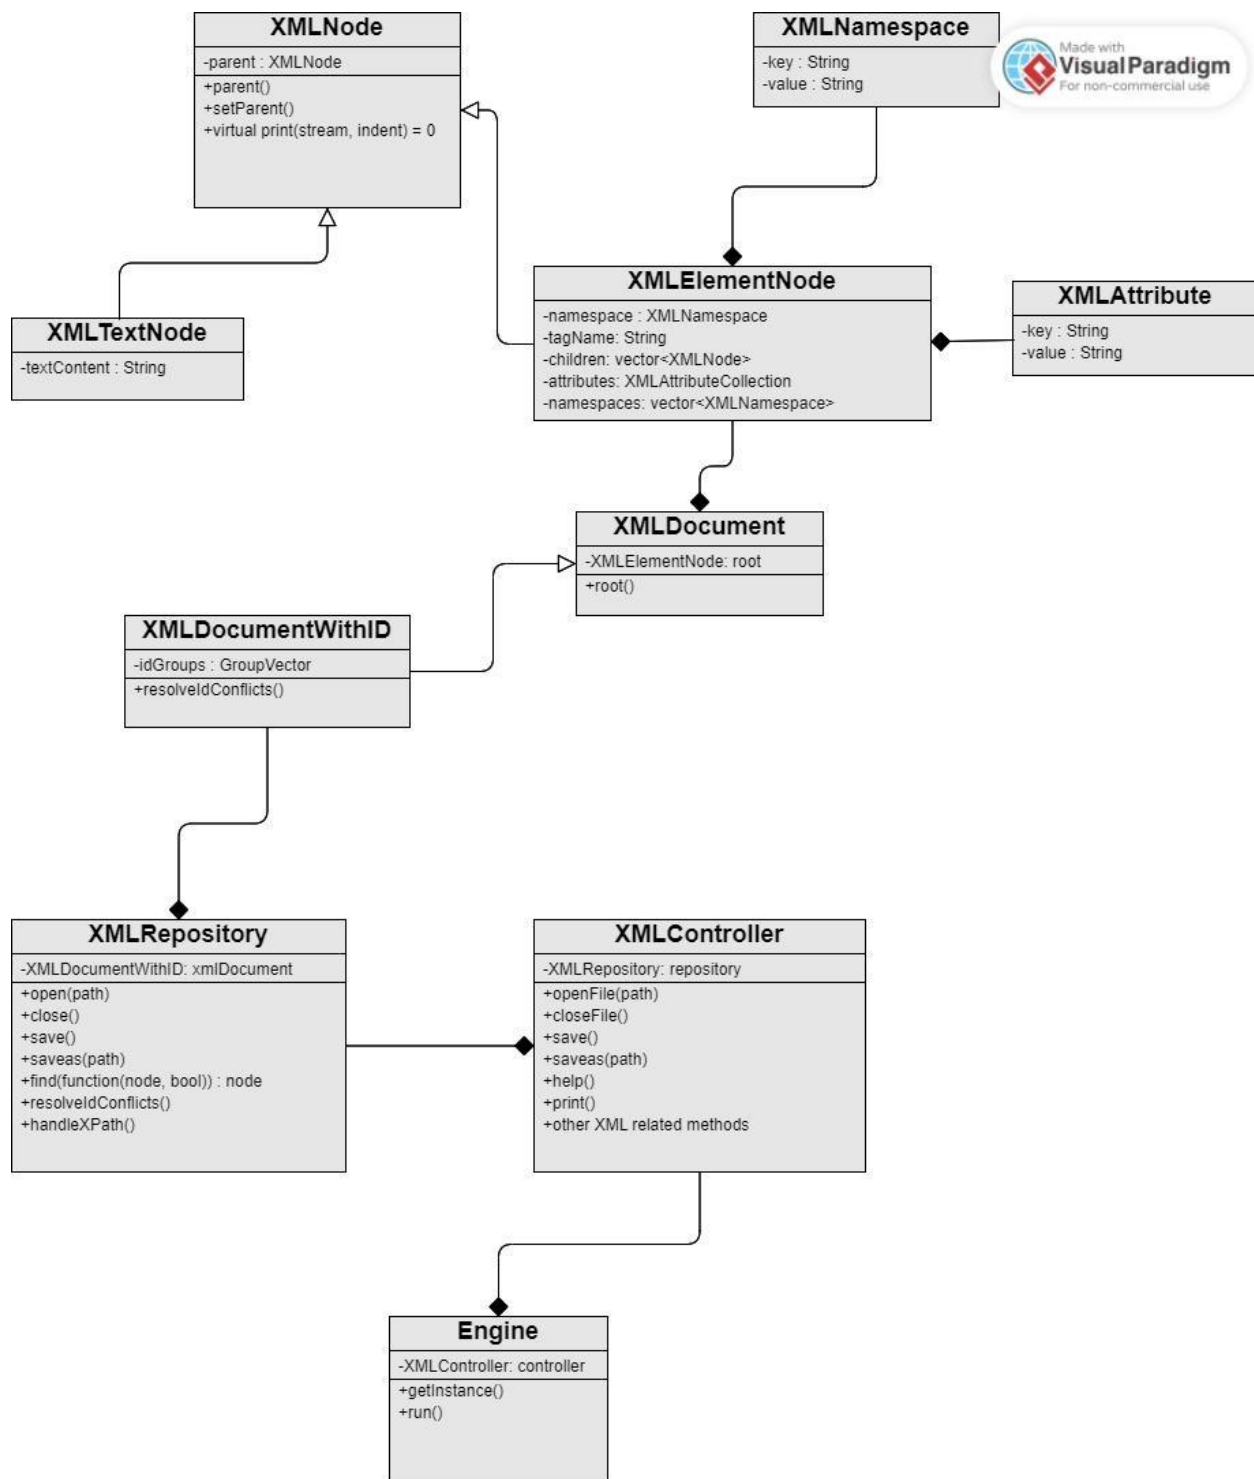 XMLNode
-parent : XMLNode
+parent()
+setParent()
+virtual print(stream, indent) = 0
XMLNamespace
-key : String
-value : String
Made with
Visual Paradigm
For non-commercial use
XMLTextNode
-textContent : String
XMLElementNode
-namespace : XMLNamespace
-tagName: String
-children: vector<XMLNode>
-attributes: XMLAttributeCollection
-namespaces: vector<XMLNamespace>
XMLAttribute
-key : String
-value : String
XMLDocument
-XMLElementNode: root
+root()
XMLDocumentWithID
-idGroups : GroupVector
+resolveIdConflicts()
XMLRepository
-XMLDocumentWithID: xmlDocument
+open(path)
+close()
+save()
+saveas(path)
+find(function(node, bool)) : node
+resolveIdConflicts()
+handleXPath()
XMLController
-XMLRepository: repository
+openFile(path)
+closeFile()
+save()
+saveas(path)
+help()
+print()
+other XML related methods
Engine
-XMLController: controller
+getInstance()
+run()